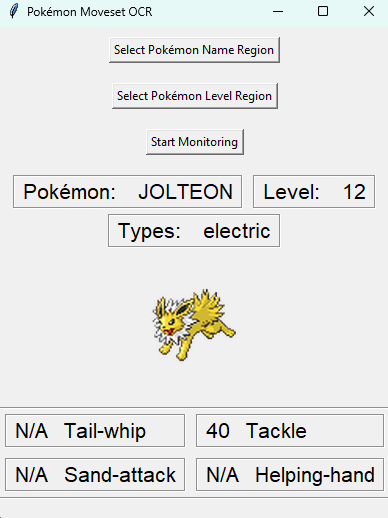 Pokémon Moveset OCR
Select Pokémon Name Region
Select Pokémon Level Region
Start Monitoring
Pokémon: JOLTEON Level: 12
Types: electric
N/A Tail-whip 40 Tackle
N/A Sand-attack N/A Helping-hand